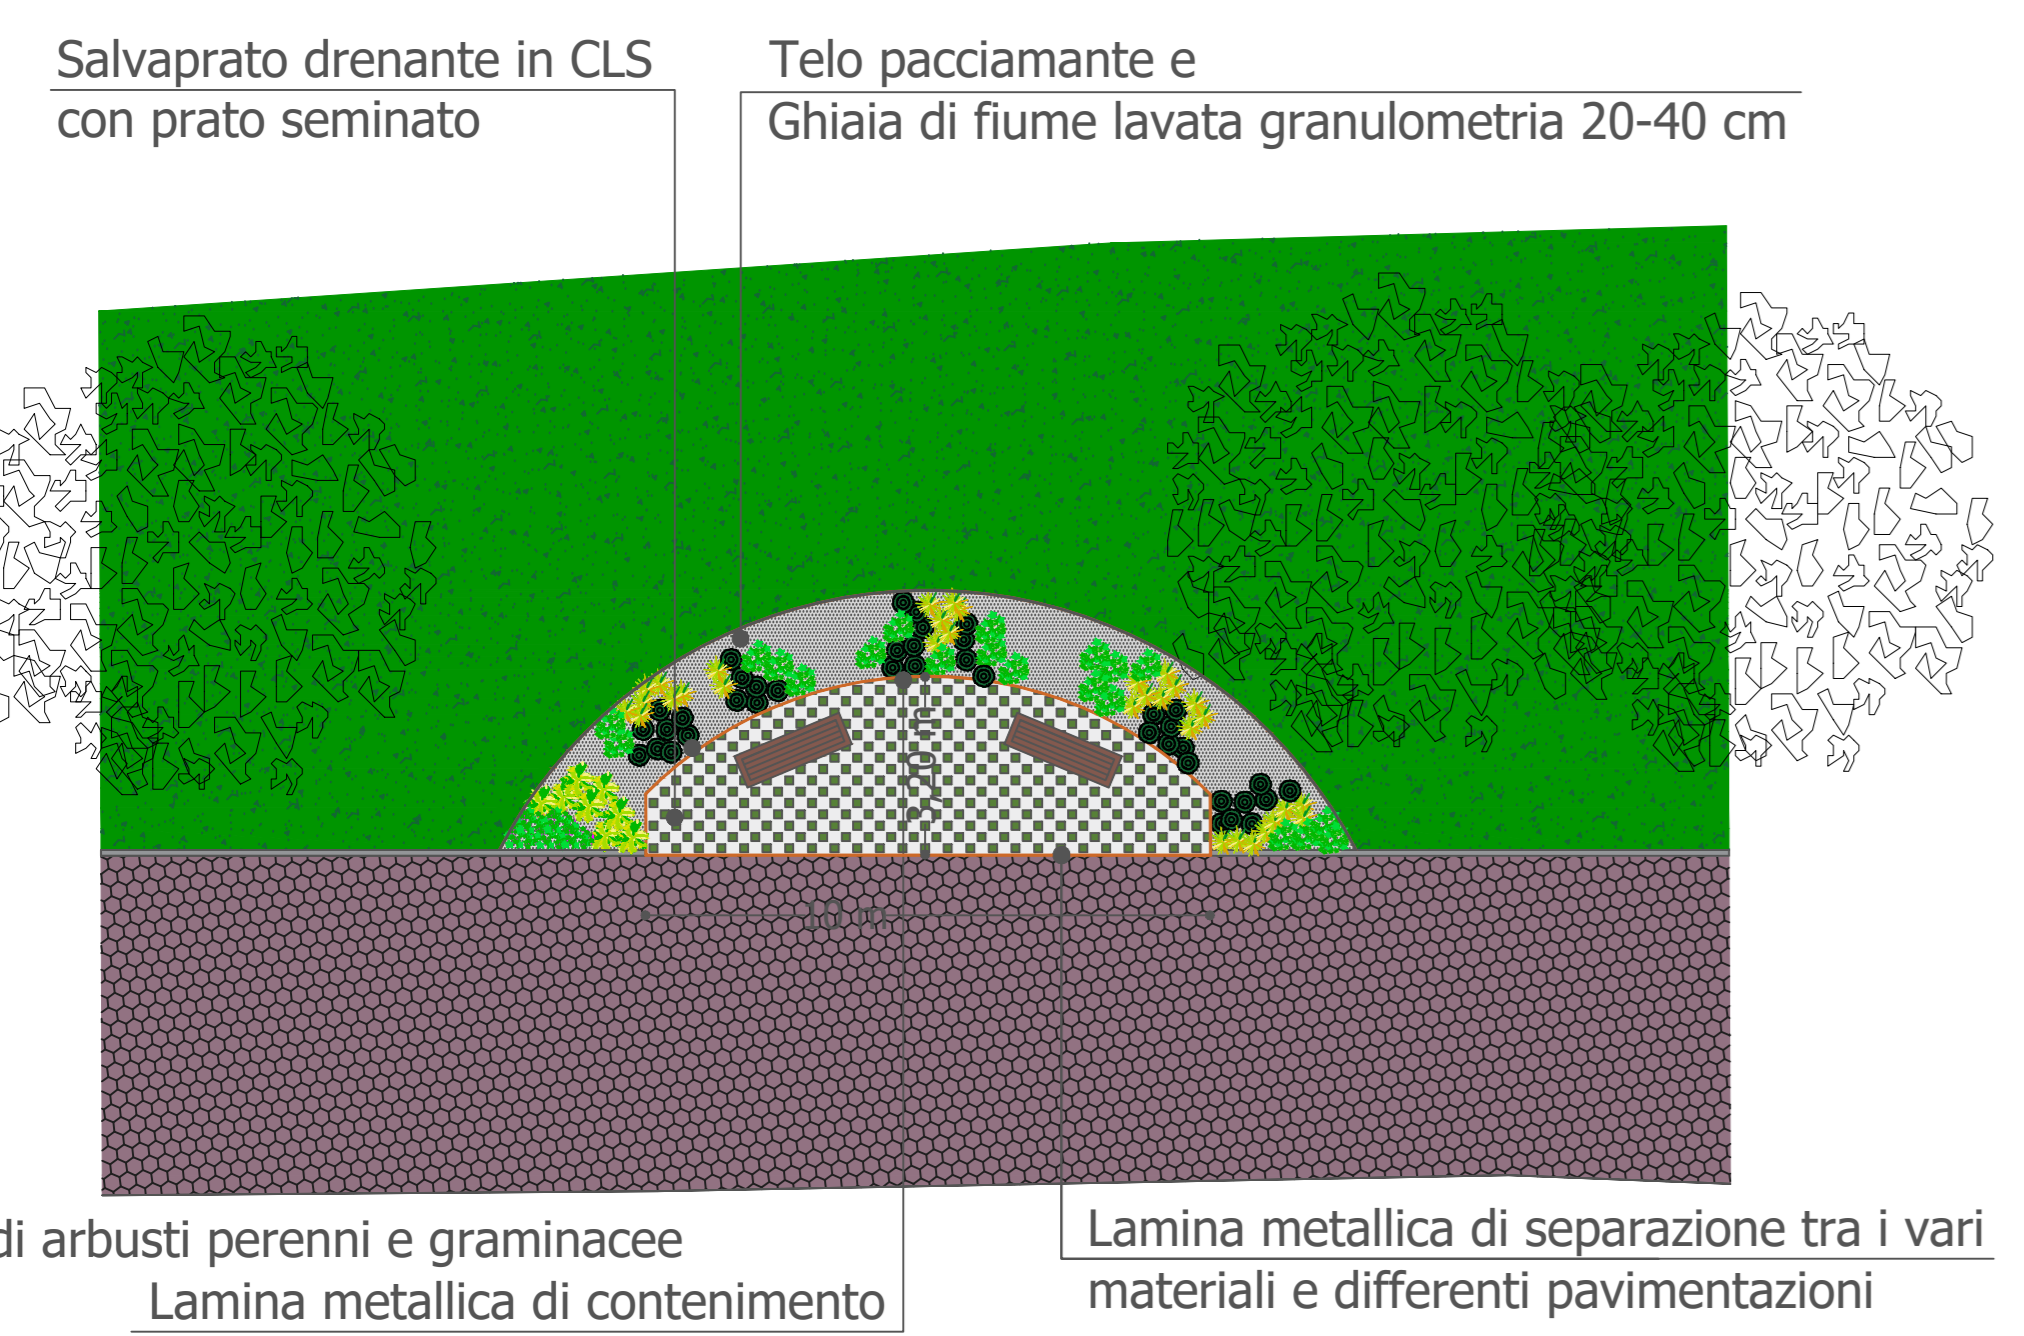 Salvaprato drenante in CLS
con prato seminato
Telo pacciamante e
Ghiaia di fiume lavata granulometria 20-40 cm
3,20 m
10 m
di arbusti perenni e graminacee
Lamina metallica di contenimento
Lamina metallica di separazione tra i vari
materiali e differenti pavimentazioni